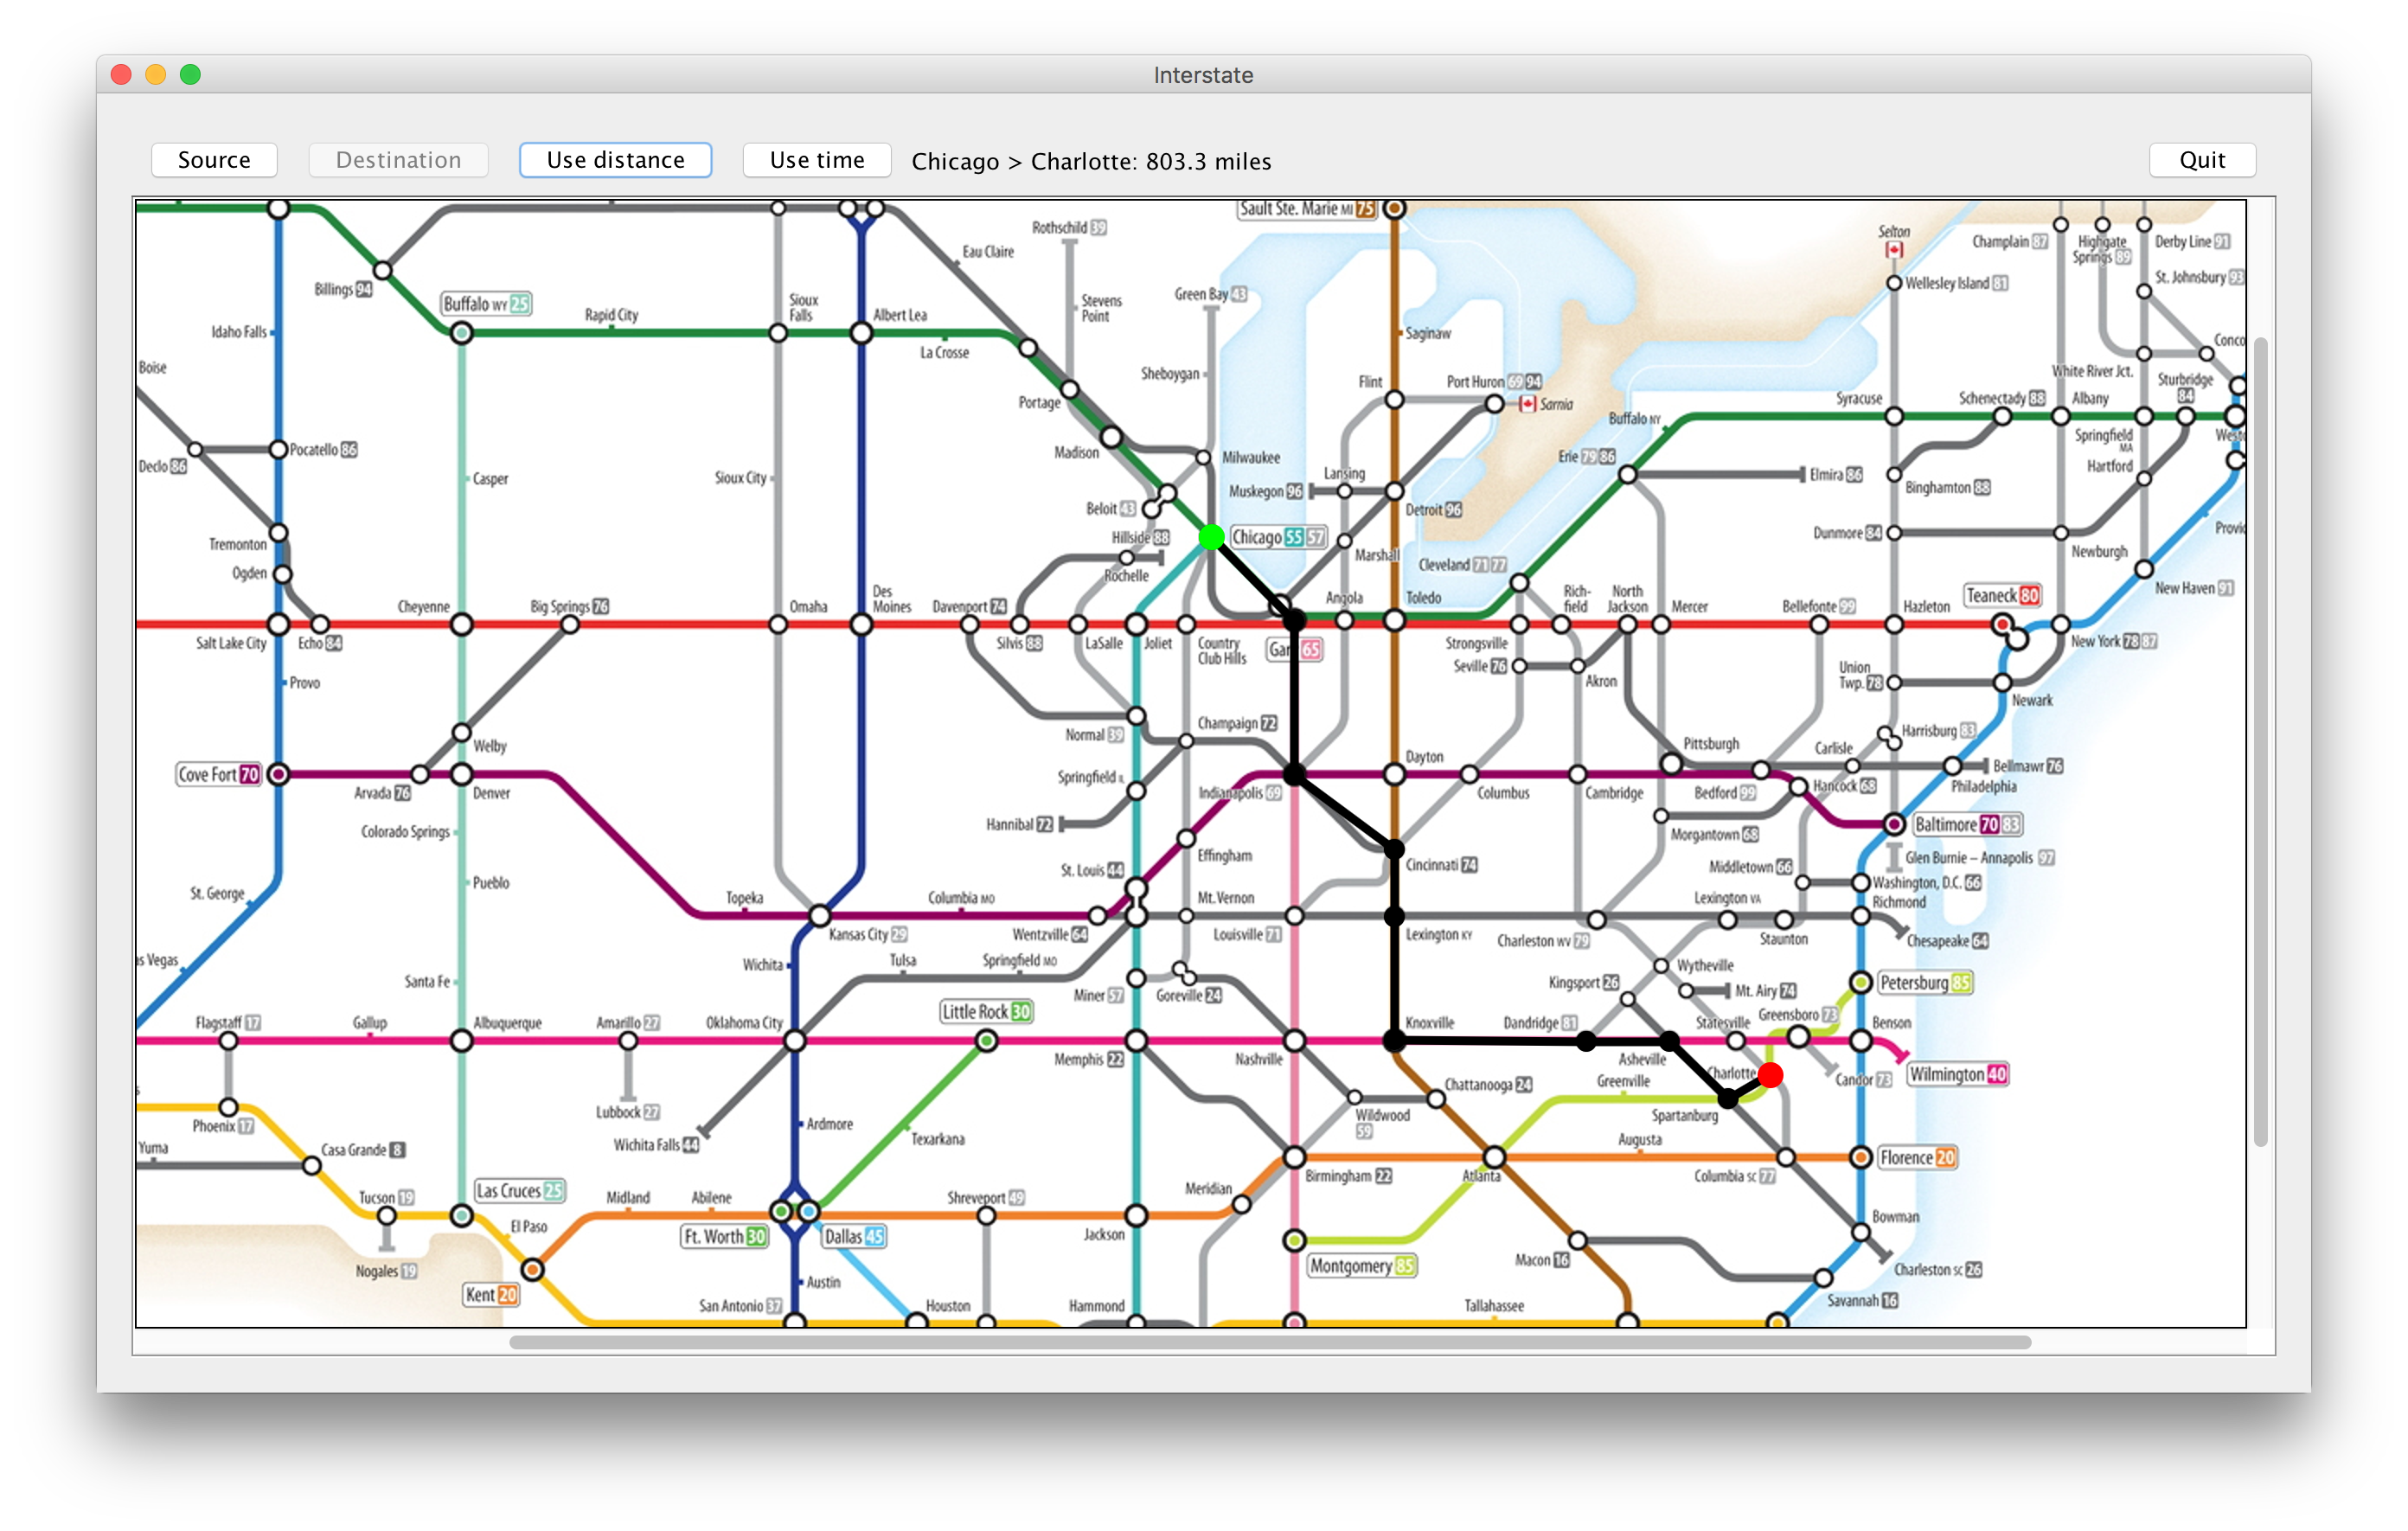 Interstate
Source
Destination
Use distance
Use time
Chicago > Charlotte: 803.3 miles
Quit
Sault Ste. Marie MI 75
Rothschild 39
Selton
Champlain 87
Highgate
Springs 89
Derby Line 91
Eau Claire
St. Johnsbury 93
Billings 94
Buffalo WY 25
Wellesley Island 81
Green Bay 43
Stevens
Point
Sioux
Falls
Rapid City
Albert Lea
Idaho Falls
Saginaw
La Crosse
Conco
Boise
Sheboygan
White River Jct.
Flint
Port Huron 69 94
Sarnia
Sturbridge
84
Portage
Syracuse
Schenectady 88
Albany
Buffalo NY
Springfield
MA
Madison
Pocatello 86
Declo 86
Milwaukee
Erie 79 86
Hartford
Casper
Sioux City
Lansing
Elmira 86
Binghamton 88
Muskegon 96
Beloit 43
Detroit 96
Provi
Dunmore 84
Hillside 88
Chicago 55 57
Tremonton
Newburgh
Marshall
Cleveland 71 77
Ogden
Rochelle
New Haven 91
Des
Moines
Rich-
field
North
Jackson
Teaneck 80
Cheyenne
Big Springs 76
Omaha
Davenport 74
Angola
Toledo
Mercer
Bellefonte 99
Hazleton
Salt Lake City
Echo 84
Silvis 88
LaSalle
Joliet
Country
Club Hills
Gar 65
Strongsville
New York 78 87
Seville 76
Akron
Union
Twp. 78
Provo
Newark
Normal 39
Champaign 72
Harrisburg 83
Welby
Pittsburgh
Carlisle
Dayton
Bellmawr 76
Cove Fort 70
Springfield IL
Arvada 76
Denver
Indianapolis 69
Columbus
Cambridge
Bedford 99
Hancock 68
Philadelphia
Hannibal 72
Colorado Springs
Morgantown 68
Baltimore 70 83
Effingham
Glen Burnie – Annapolis 97
Cincinnati 74
Middletown 66
St. Louis 44
Pueblo
Washington, D.C. 66
St. George
Topeka
Columbia MO
Mt. Vernon
Lexington VA
Richmond
Kansas City 29
Wentzville 64
Louisville 71
Lexington KY
Charleston WV 79
Staunton
Chesapeake 64
as Vegas
Wichita
Tulsa
Springfield MO
Wytheville
Santa Fe
Miner 57
Goreville 24
Kingsport 26
Mt. Airy 74
Petersburg 85
Little Rock 30
Greensboro 73
Flagstaff 17
Gallup
Albuquerque
Amarillo 27
Oklahoma City
Knoxville
Dandridge 81
Statesville
Benson
Memphis 22
Nashville
Asheville
Charlotte
Candor 73
Wilmington 40
Chattanooga 24
Greenville
Lubbock 27
Wildwood
59
Spartanburg
Phoenix 17
Ardmore
Texarkana
Yuma
Casa Grande 8
Wichita Falls 44
Augusta
Florence 20
Birmingham 22
Atlanta
Columbia SC 77
Tucson 19
Las Cruces 25
Midland
Abilene
Shreveport 49
Meridian
El Paso
Ft. Worth 30
Dallas 45
Jackson
Bowman
Macon 16
Nogales 19
Montgomery 85
Charleston SC 26
Kent 20
Austin
San Antonio 37
Houston
Hammond
Tallahassee
Savannah 16